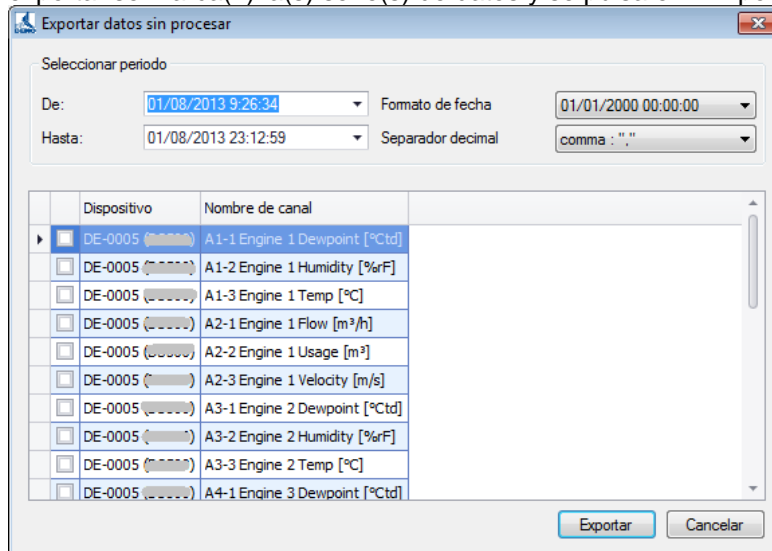 Exportar datos sin procesar
Seleccionar periodo
De: 01/08/2013 9:26:34 Formato de fecha 01/01/2000 00:00:00
Hasta: 01/08/2013 23:12:59 Separador decimal comma : ","
Dispositivo Nombre de canal
DE-0005 ( ) A1-1 Engine 1 Dewpoint [°Ctd]
DE-0005 ( ) A1-2 Engine 1 Humidity [%rF]
DE-0005 ( ) A1-3 Engine 1 Temp [°C]
DE-0005 ( ) A2-1 Engine 1 Flow [m³/h]
DE-0005 ( ) A2-2 Engine 1 Usage [m³]
DE-0005 ( ) A2-3 Engine 1 Velocity [m/s]
DE-0005 ( ) A3-1 Engine 2 Dewpoint [°Ctd]
DE-0005 ( ) A3-2 Engine 2 Humidity [%rF]
DE-0005 ( ) A3-3 Engine 2 Temp [°C]
DE-0005 ( ) A4-1 Engine 3 Dewpoint [°Ctd]
Exportar Cancelar